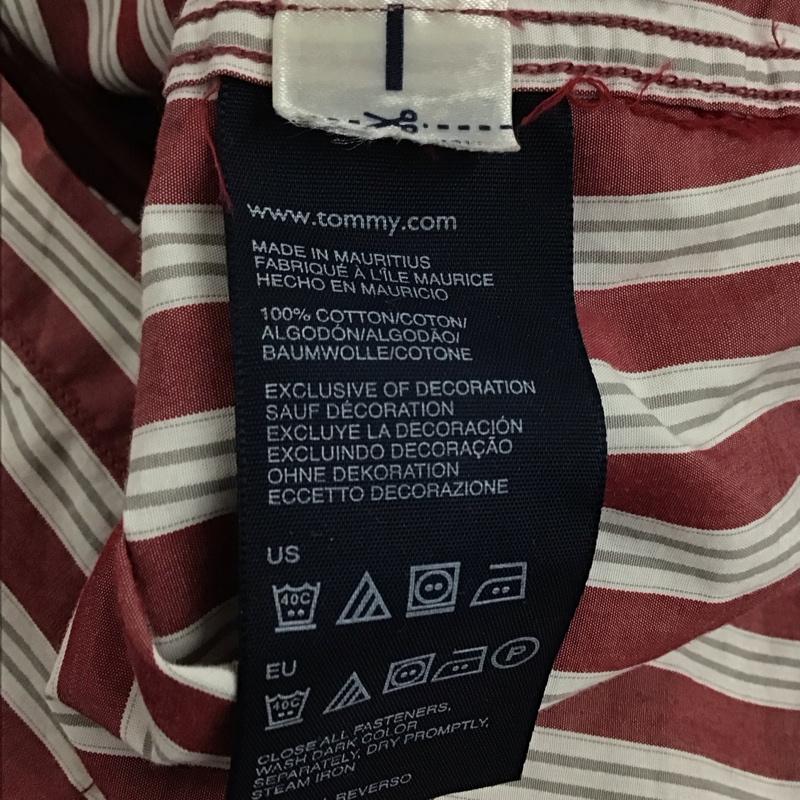 www.tommy.com
MADE IN MAURITIUS
FABRIQUÉ À L'ÎLE MAURICE
HECHO EN MAURICIO
100% COTTON/COTON/
ALGODÓN/ALGODÃO/
BAUMWOLLE/COTONE
EXCLUSIVE OF DECORATION
SAUF DÉCORATION
EXCLUYE LA DECORACIÓN
EXCLUINDO DECORAÇÃO
OHNE DEKORATION
ECCETTO DECORAZIONE
US
40C
EU
40C P
CLOSE ALL FASTENERS,
WASH DARK COLOR
SEPARATELY, DRY PROMPTLY,
STEAM IRON
REVERSO